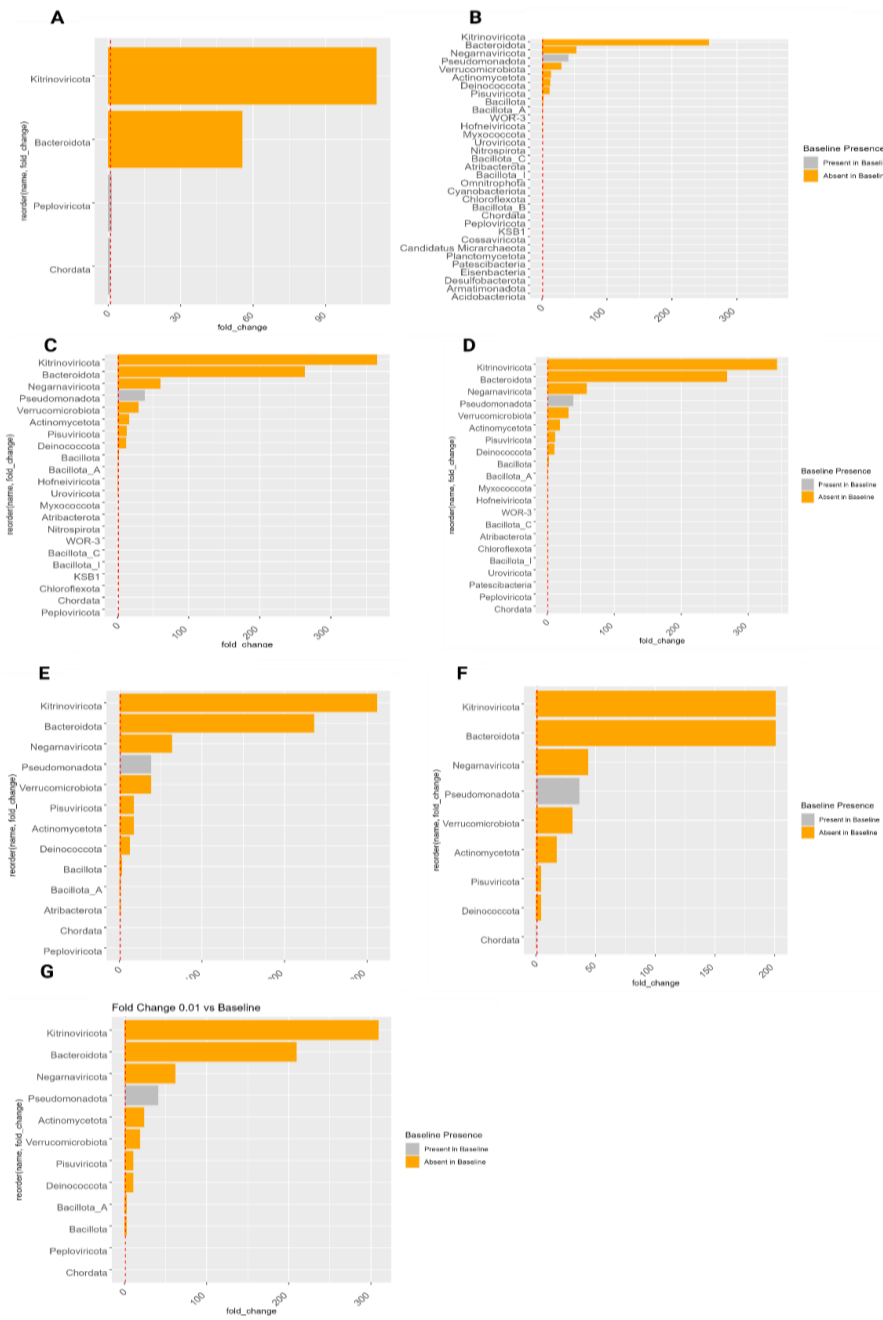 A
Kitrinoviricota
Bacteroidota
Peploviricota
Chordata
reorder(name, fold_change)
0
30
60
90
fold_change
B
Kitrinoviricota
Bacteroidota
Negarnaviricota
Pseudomonadota
Verrucomicrobiota
Actinomycetota
Deinococcota
Pisuviricota
Bacillota
Bacillota_A
WOR-3
Hofneiviricota
Myxococcota
Uroviricota
Nitrospirota
Bacillota_C
Atribacterota
Bacillota_I
Omnitrophota
Cyanobacteriota
Chloroflexota
Bacillota_B
Chordata
Peploviricota
KSB1
Cossaviricota
Candidatus Micrarchaeota
Planctomycetota
Patescibacteria
Eisenbacteria
Desulfobacterota
Armatimonadota
Acidobacteriota
0
100
200
300
Baseline Presence
Present in Baseli
Absent in Baselin
C
Kitrinoviricota
Bacteroidota
Negarnaviricota
Pseudomonadota
Verrucomicrobiota
Actinomycetota
Pisuviricota
Deinococcota
Bacillota
Bacillota_A
Hofneiviricota
Uroviricota
Myxococcota
Atribacterota
Nitrospirota
WOR-3
Bacillota_C
Bacillota_I
KSB1
Chloroflexota
Chordata
Peploviricota
reorder(name, fold_change)
0
100
200
300
fold_change
D
Kitrinoviricota
Bacteroidota
Negarnaviricota
Pseudomonadota
Verrucomicrobiota
Actinomycetota
Pisuviricota
Deinococcota
Bacillota
Bacillota_A
Myxococcota
Hofneiviricota
WOR-3
Bacillota_C
Atribacterota
Chloroflexota
Bacillota_I
Uroviricota
Patescibacteria
Peploviricota
Chordata
reorder(name, fold_change)
0
100
200
300
fold_change
Baseline Presence
Present in Baseline
Absent in Baseline
E
Kitrinoviricota
Bacteroidota
Negarnaviricota
Pseudomonadota
Verrucomicrobiota
Pisuviricota
Actinomycetota
Deinococcota
Bacillota
Bacillota_A
Atribacterota
Chordata
Peploviricota
reorder(name, fold_change)
0
F
Kitrinoviricota
Bacteroidota
Negarnaviricota
Pseudomonadota
Verrucomicrobiota
Actinomycetota
Pisuviricota
Deinococcota
Chordata
reorder(name, fold_change)
0
50
100
150
200
fold_change
Baseline Presence
Present in Baseline
Absent in Baseline
G
Fold Change 0.01 vs Baseline
Kitrinoviricota
Bacteroidota
Negarnaviricota
Pseudomonadota
Actinomycetota
Verrucomicrobiota
Pisuviricota
Deinococcota
Bacillota_A
Bacillota
Peploviricota
Chordata
reorder(name, fold_change)
0
100
200
300
fold_change
Baseline Presence
Present in Baseline
Absent in Baseline